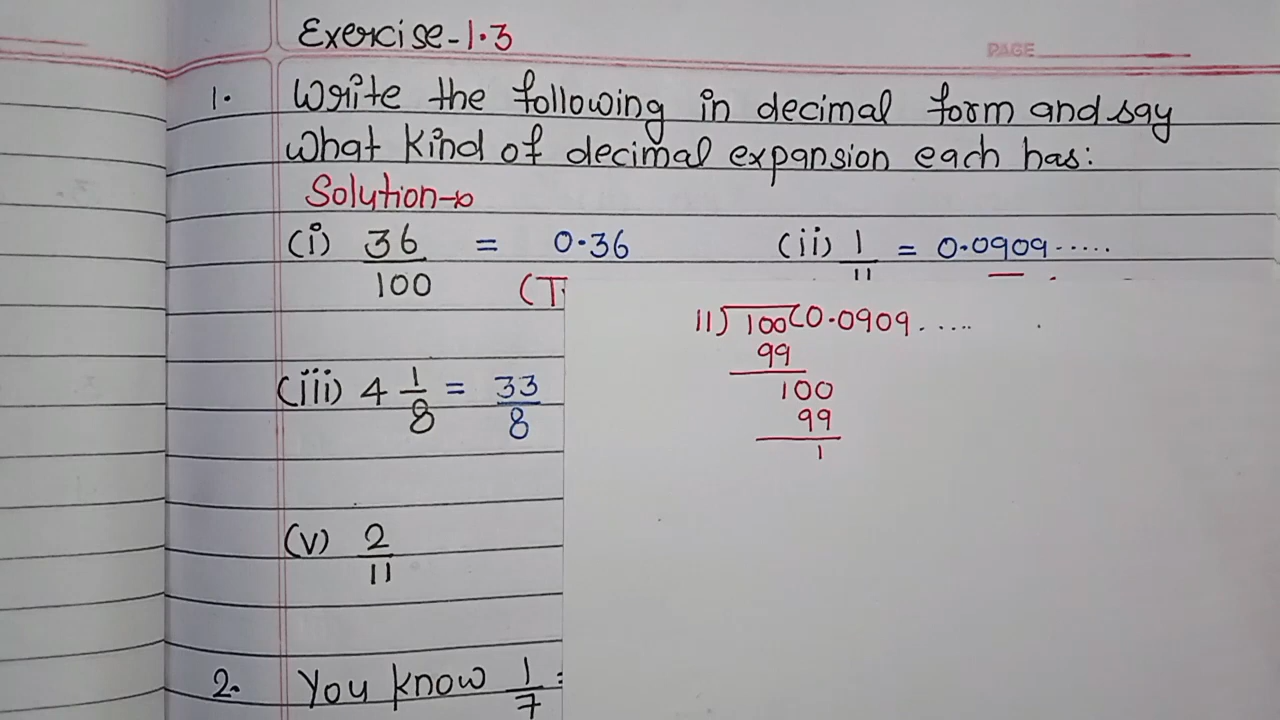 Exercise-1.3
PAGE
1. Write the following in decimal form and say
what kind of decimal expansion each has:
Solution→
(i) 36/100 = 0.36 (ii) 1/11 = 0.0909.....
(T
11) 100 (0.0909.....
99
100
99
1
(iii) 4 1/8 = 33/8
(v) 2/11
2. You know 1/7 =